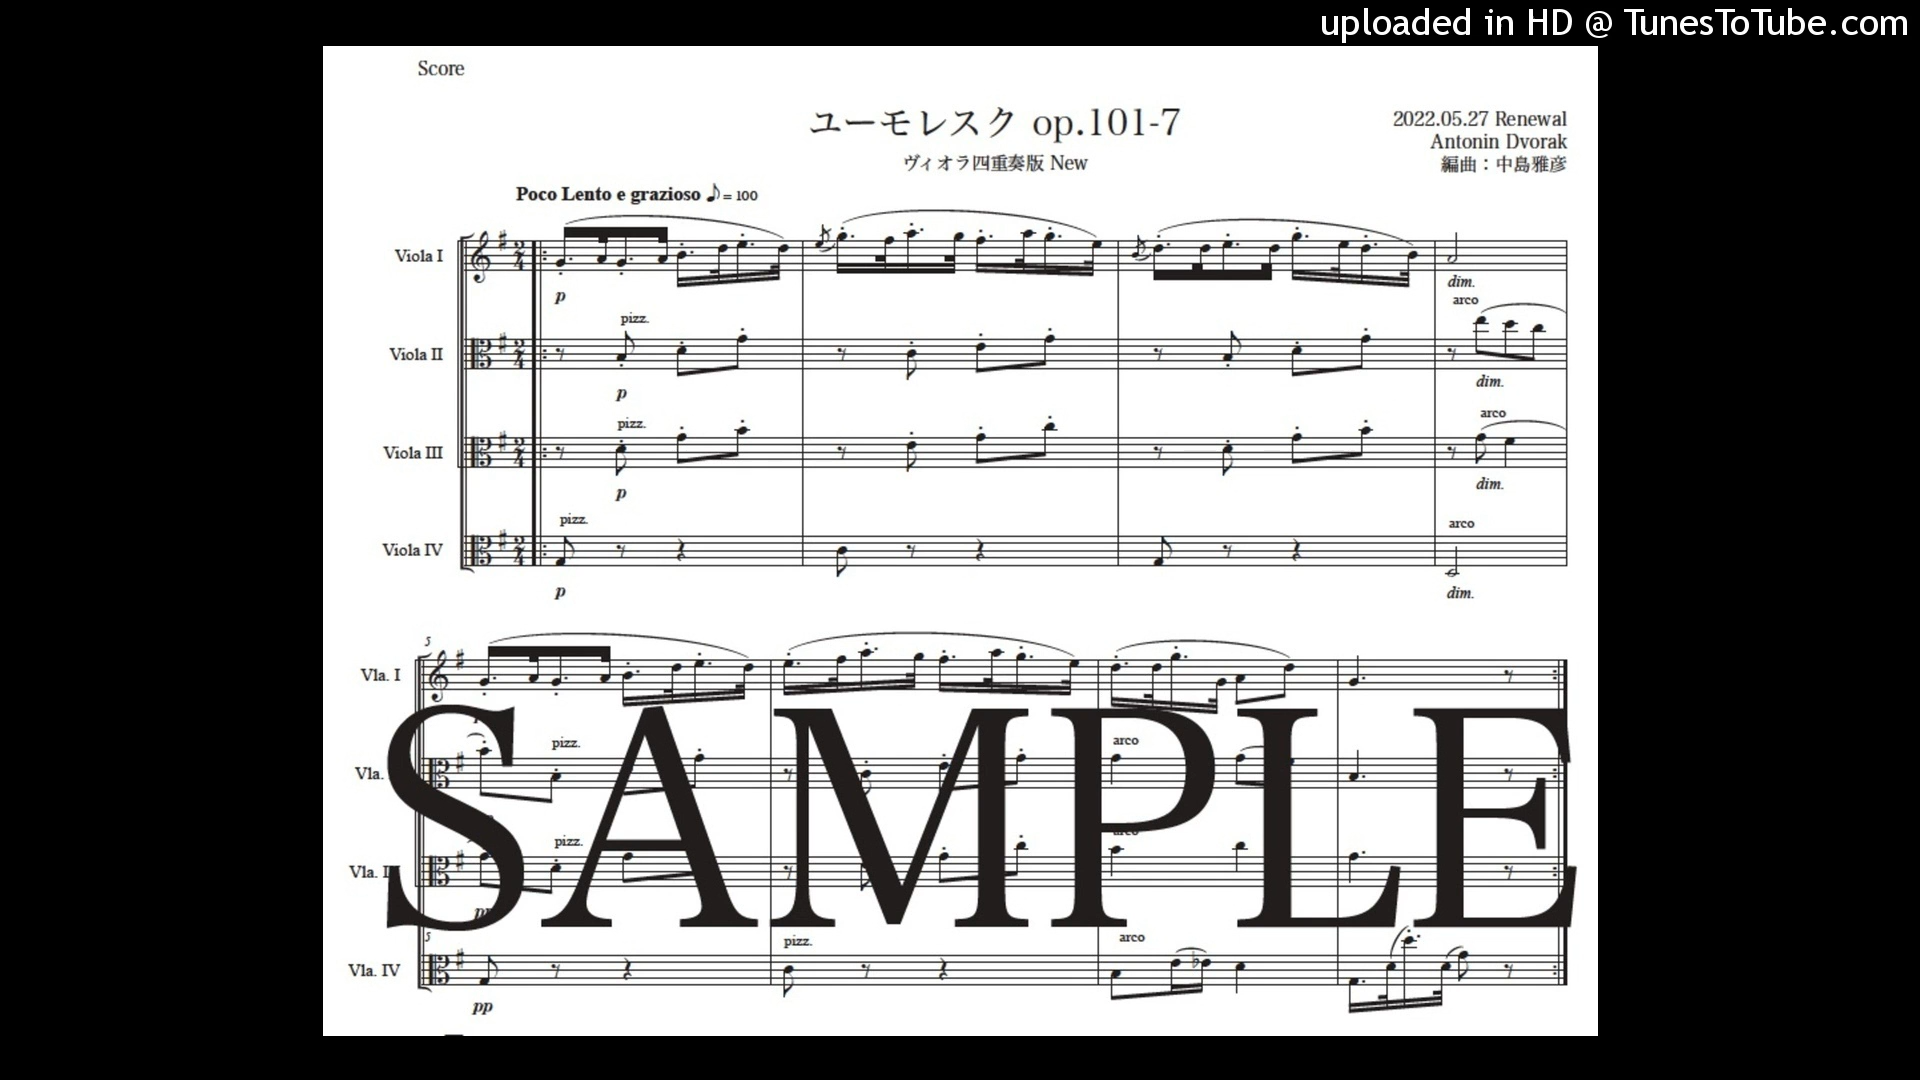 uploaded in HD @ TunesToTube.com
Score
ユーモレスク op.101-7
2022.05.27 Renewal
Antonin Dvorak
ヴィオラ四重奏版 New
編曲：中島雅彦
Poco Lento e grazioso ♪= 100
Viola I
p
dim.
pizz.
arco
Viola II
p
dim.
pizz.
arco
Viola III
p
dim.
pizz.
arco
Viola IV
p
dim.
5
Vla. I
SAMPLE
pizz.
arco
Vla.
pizz.
arco
Vla.
pp
5
pizz.
arco
Vla. IV
pp